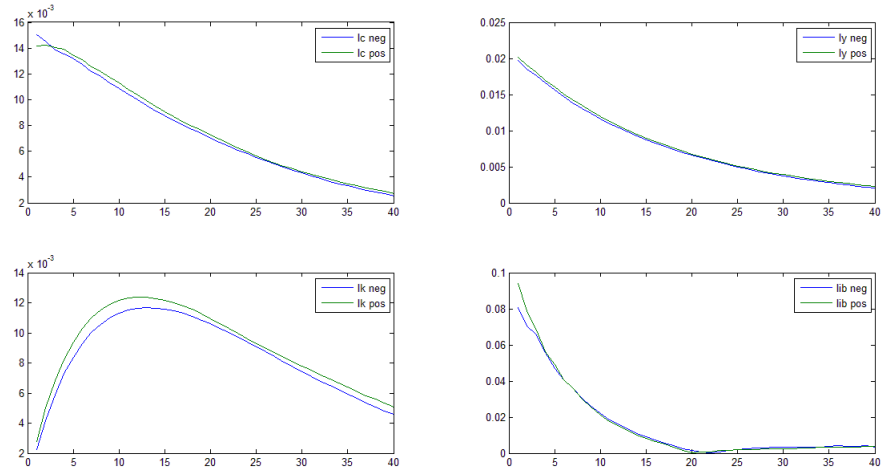 16 x 10⁻³
14
12
10
8
6
4
2
0 5 10 15 20 25 30 35 40
lc neg
lc pos
0.025
0.02
0.015
0.01
0.005
0
0 5 10 15 20 25 30 35 40
ly neg
ly pos
14 x 10⁻³
12
10
8
6
4
2
0 5 10 15 20 25 30 35 40
lk neg
lk pos
0.1
0.08
0.06
0.04
0.02
0
0 5 10 15 20 25 30 35 40
lib neg
lib pos